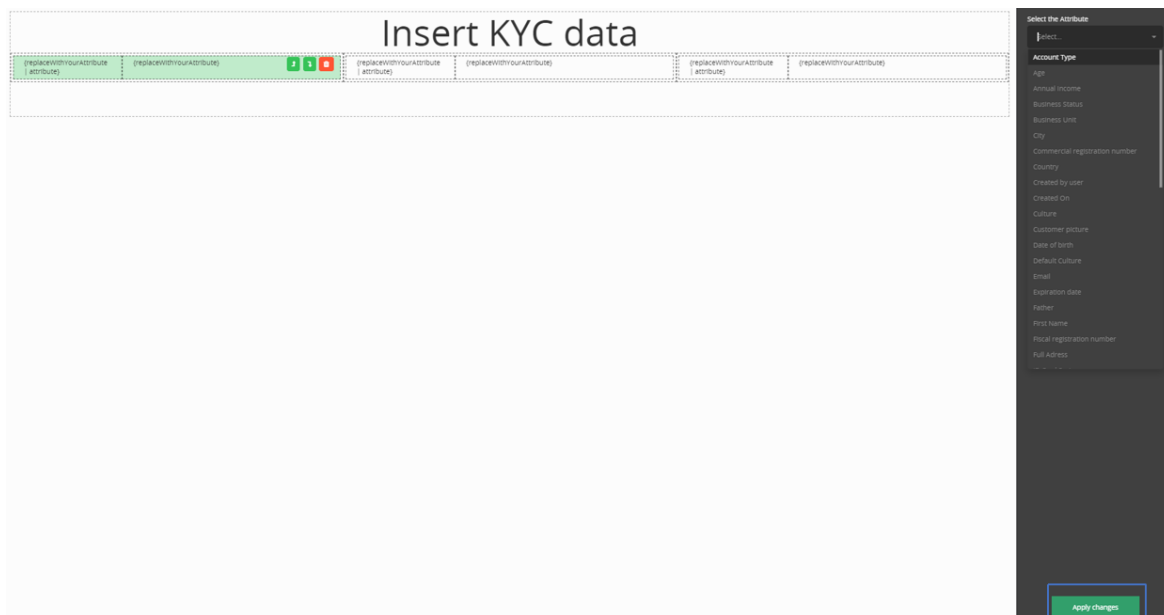 Insert KYC data
{replaceWithYourAttribute
| attribute}
{replaceWithYourAttribute}
{replaceWithYourAttribute
| attribute}
{replaceWithYourAttribute}
{replaceWithYourAttribute
| attribute}
{replaceWithYourAttribute}
Select the Attribute
Select...
Account Type
Age
Annual Income
Business Status
Business Unit
City
Commercial registration number
Country
Created by user
Created On
Culture
Customer picture
Date of birth
Default Culture
Email
Expiration date
Father
First Name
Fiscal registration number
Full Adress
Apply changes